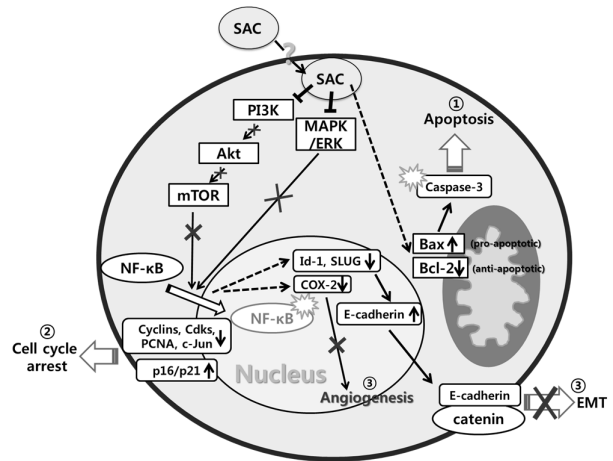 SAC
?
SAC
PI3K
MAPK
/ERK
Akt
mTOR
①
Apoptosis
Caspase-3
Bax (pro-apoptotic)
Bcl-2 (anti-apoptotic)
NF-κB
Id-1, SLUG
COX-2
NF-κB
E-cadherin
②
Cell cycle
arrest
Cyclins, Cdks,
PCNA, c-Jun
p16/p21
Nucleus
③
Angiogenesis
E-cadherin
catenin
③
EMT